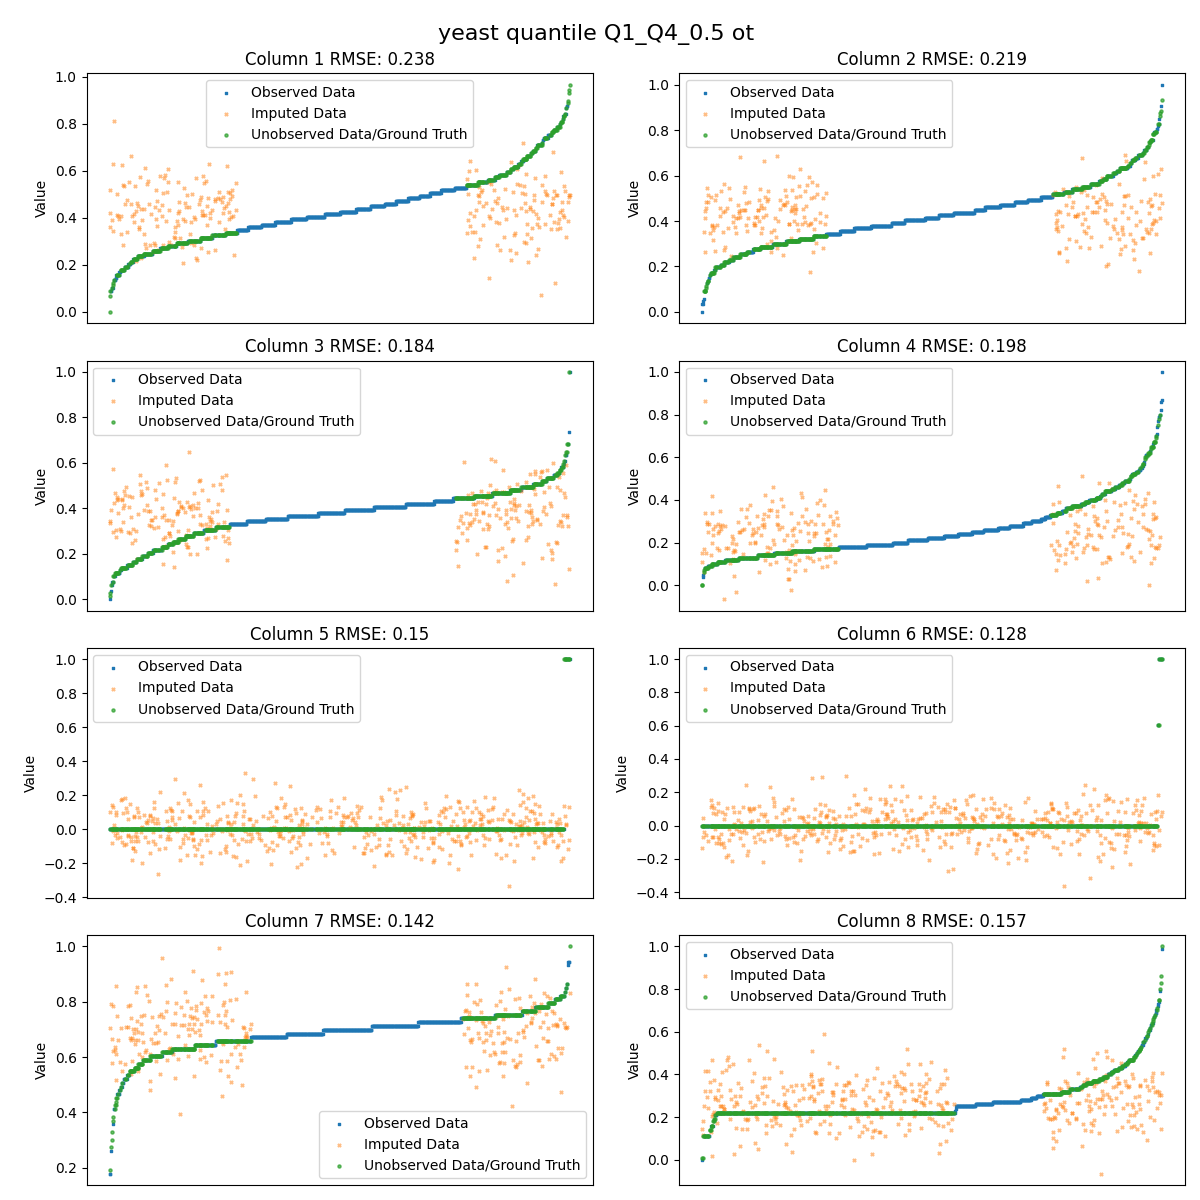 yeast quantile Q1_Q4_0.5 ot
Column 1 RMSE: 0.238
Value
1.0
0.8
0.6
0.4
0.2
0.0
Observed Data
Imputed Data
Unobserved Data/Ground Truth
Column 2 RMSE: 0.219
Value
1.0
0.8
0.6
0.4
0.2
0.0
Observed Data
Imputed Data
Unobserved Data/Ground Truth
Column 3 RMSE: 0.184
Value
1.0
0.8
0.6
0.4
0.2
0.0
Observed Data
Imputed Data
Unobserved Data/Ground Truth
Column 4 RMSE: 0.198
Value
1.0
0.8
0.6
0.4
0.2
0.0
Observed Data
Imputed Data
Unobserved Data/Ground Truth
Column 5 RMSE: 0.15
Value
1.0
0.8
0.6
0.4
0.2
0.0
−0.2
−0.4
Observed Data
Imputed Data
Unobserved Data/Ground Truth
Column 6 RMSE: 0.128
Value
1.0
0.8
0.6
0.4
0.2
0.0
−0.2
−0.4
Observed Data
Imputed Data
Unobserved Data/Ground Truth
Column 7 RMSE: 0.142
Value
1.0
0.8
0.6
0.4
0.2
Observed Data
Imputed Data
Unobserved Data/Ground Truth
Column 8 RMSE: 0.157
Value
1.0
0.8
0.6
0.4
0.2
0.0
Observed Data
Imputed Data
Unobserved Data/Ground Truth